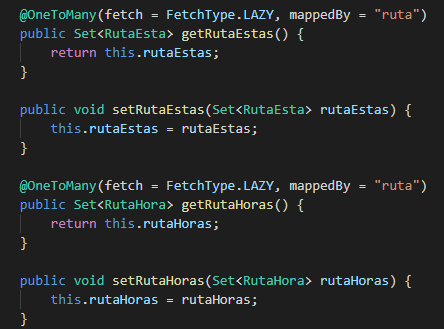 @OneToMany(fetch = FetchType.LAZY, mappedBy = "ruta")
public Set<RutaEsta> getRutaEstas() {
return this.rutaEstas;
}
public void setRutaEstas(Set<RutaEsta> rutaEstas) {
this.rutaEstas = rutaEstas;
}
@OneToMany(fetch = FetchType.LAZY, mappedBy = "ruta")
public Set<RutaHora> getRutaHoras() {
return this.rutaHoras;
}
public void setRutaHoras(Set<RutaHora> rutaHoras) {
this.rutaHoras = rutaHoras;
}